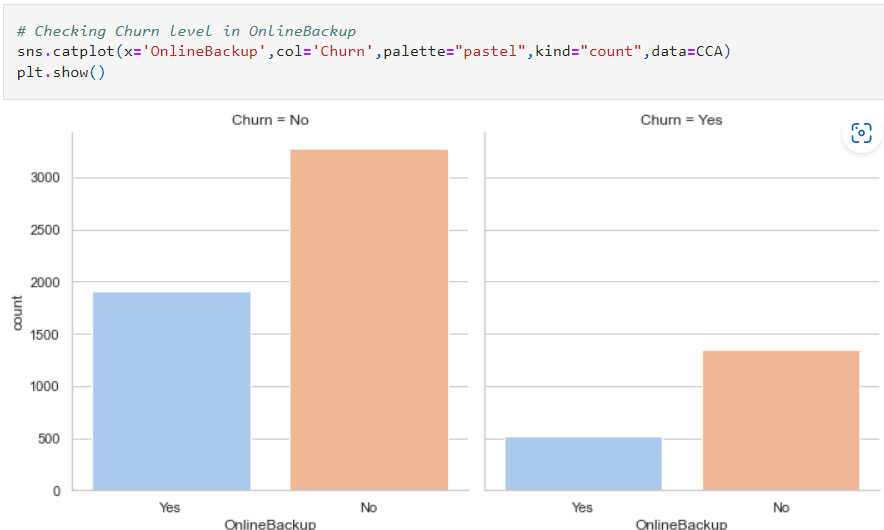 # Checking Churn level in OnlineBackup
sns.catplot(x='OnlineBackup',col='Churn',palette="pastel",kind="count",data=CCA)
plt.show()
Churn = No
Churn = Yes
3000
2500
2000
1500
1000
500
0
count
Yes
No
Yes
No
OnlineBackup
OnlineBackup